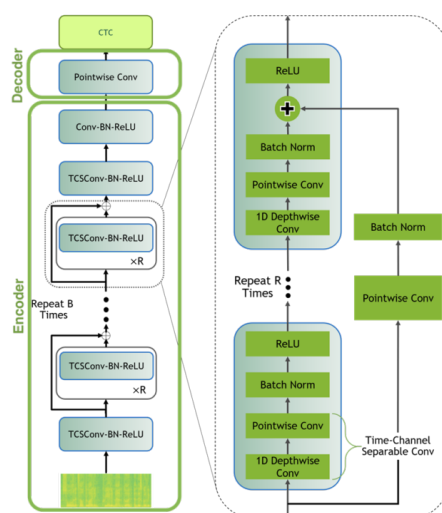 CTC
Decoder
Pointwise Conv
Encoder
Conv-BN-ReLU
TCSConv-BN-ReLU
TCSConv-BN-ReLU
×R
Repeat B
Times
TCSConv-BN-ReLU
×R
TCSConv-BN-ReLU
ReLU
+
Batch Norm
Pointwise Conv
1D Depthwise
Conv
Batch Norm
Pointwise Conv
Repeat R
Times
ReLU
Batch Norm
Pointwise Conv
1D Depthwise
Conv
Time-Channel
Separable Conv